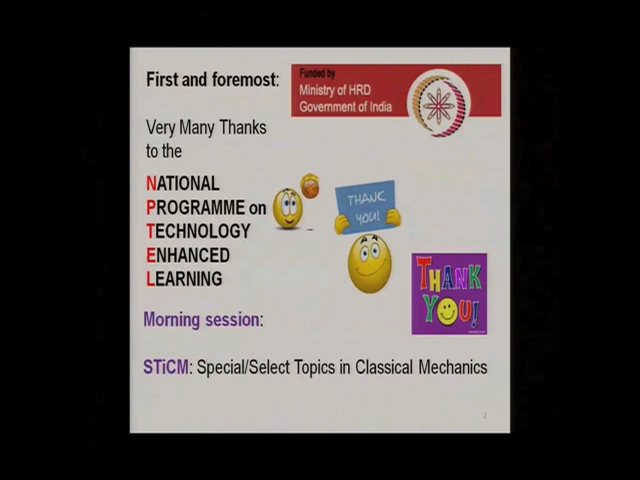 First and foremost:
Funded by
Ministry of HRD
Government of India
Very Many Thanks
to the
NATIONAL
PROGRAMME on
TECHNOLOGY
ENHANCED
LEARNING
THANK
YOU!
THANK
YOU!
Morning session:
STiCM: Special/Select Topics in Classical Mechanics
2